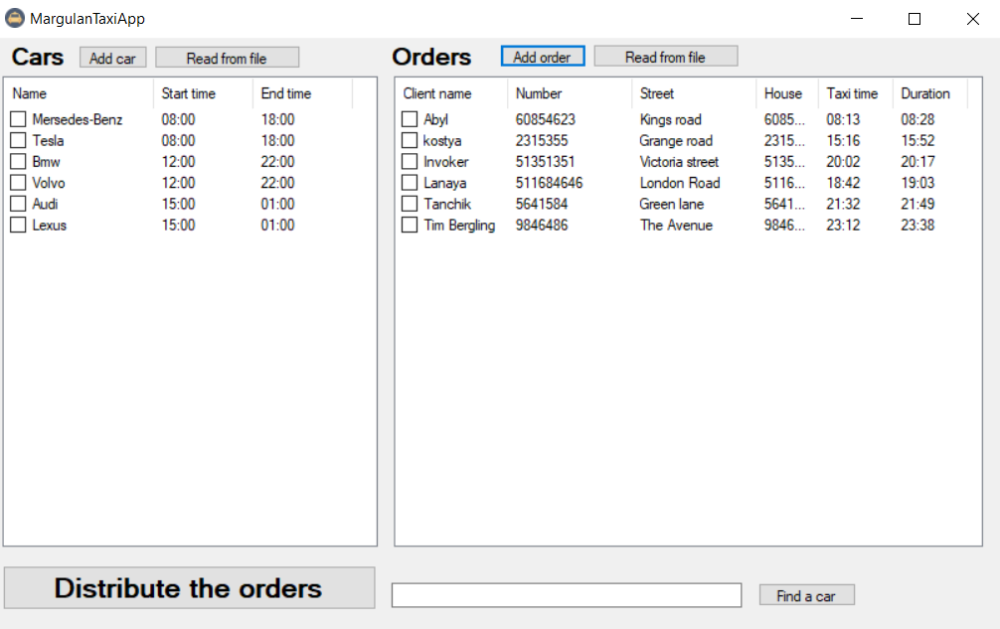 MargulanTaxiApp
Cars Add car Read from file
Orders Add order Read from file
Name Start time End time
Mersedes-Benz 08:00 18:00
Tesla 08:00 18:00
Bmw 12:00 22:00
Volvo 12:00 22:00
Audi 15:00 01:00
Lexus 15:00 01:00
Client name Number Street House Taxi time Duration
Abyl 60854623 Kings road 6085... 08:13 08:28
kostya 2315355 Grange road 2315... 15:16 15:52
Invoker 51351351 Victoria street 5135... 20:02 20:17
Lanaya 511684646 London Road 5116... 18:42 19:03
Tanchik 5641584 Green lane 5641... 21:32 21:49
Tim Bergling 9846486 The Avenue 9846... 23:12 23:38
Distribute the orders
Find a car